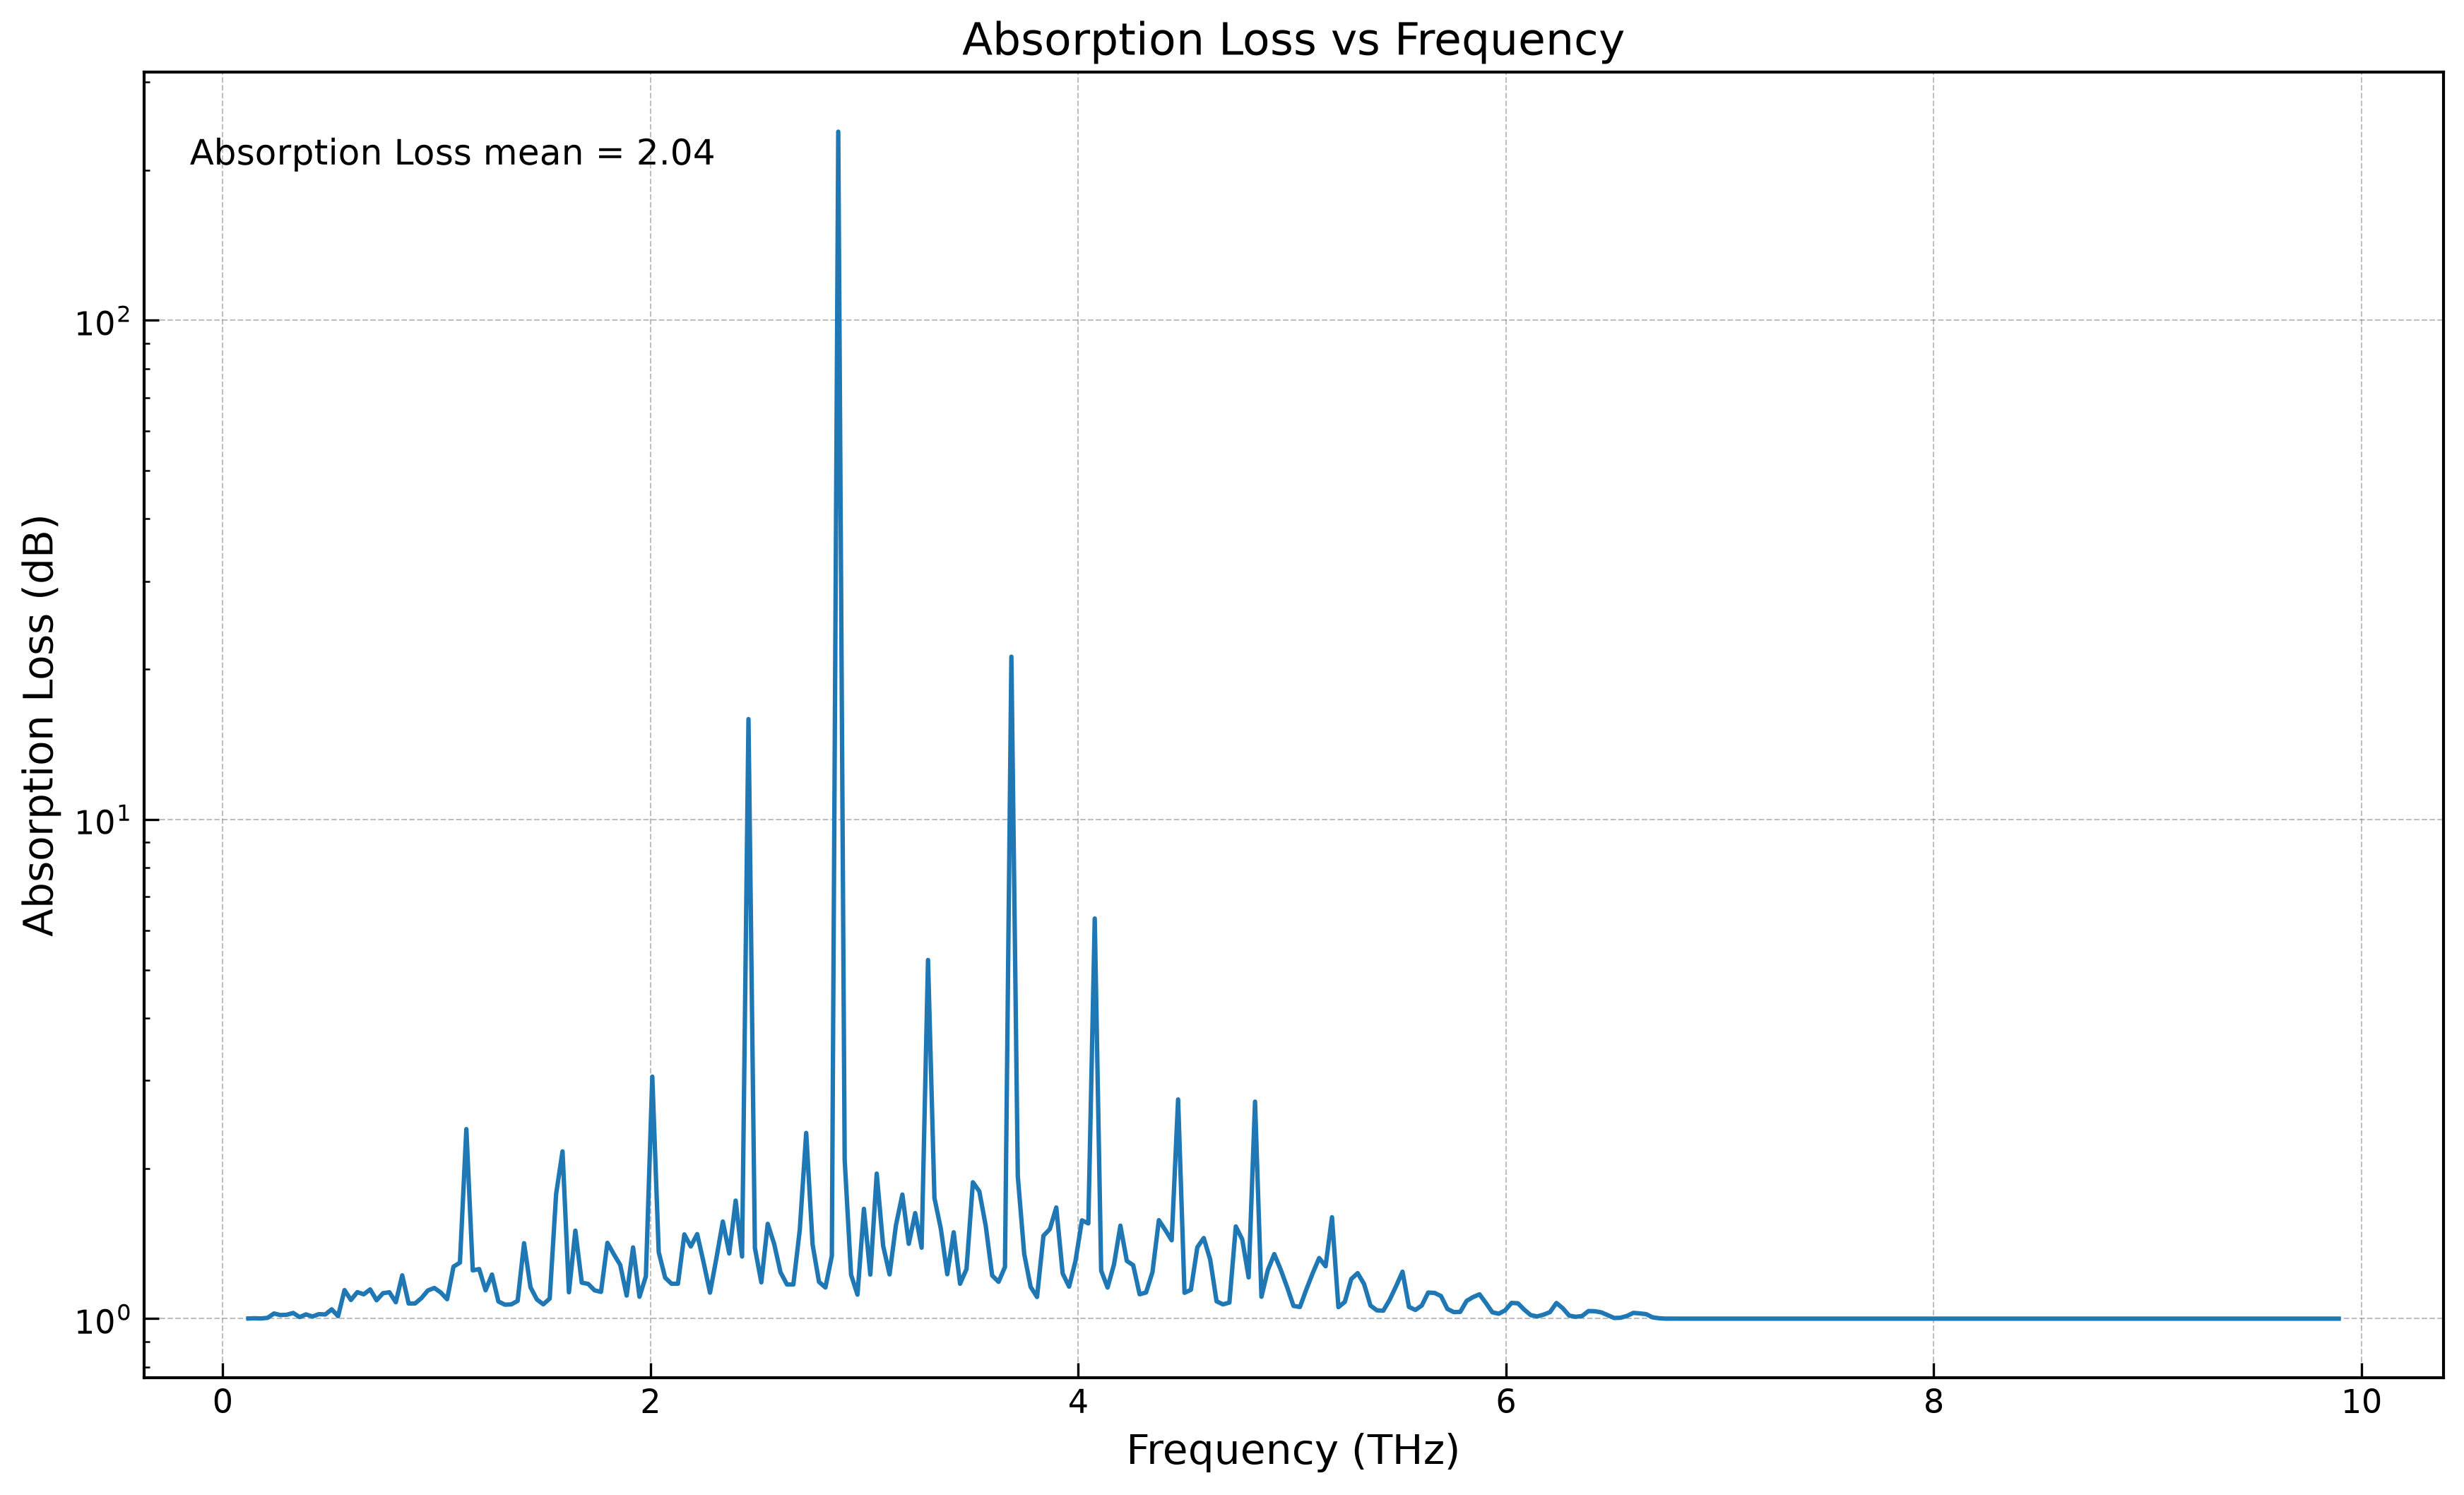 Absorption Loss vs Frequency
Absorption Loss mean = 2.04
Absorption Loss (dB)
10²
10¹
10⁰
0 2 4 6 8 10
Frequency (THz)